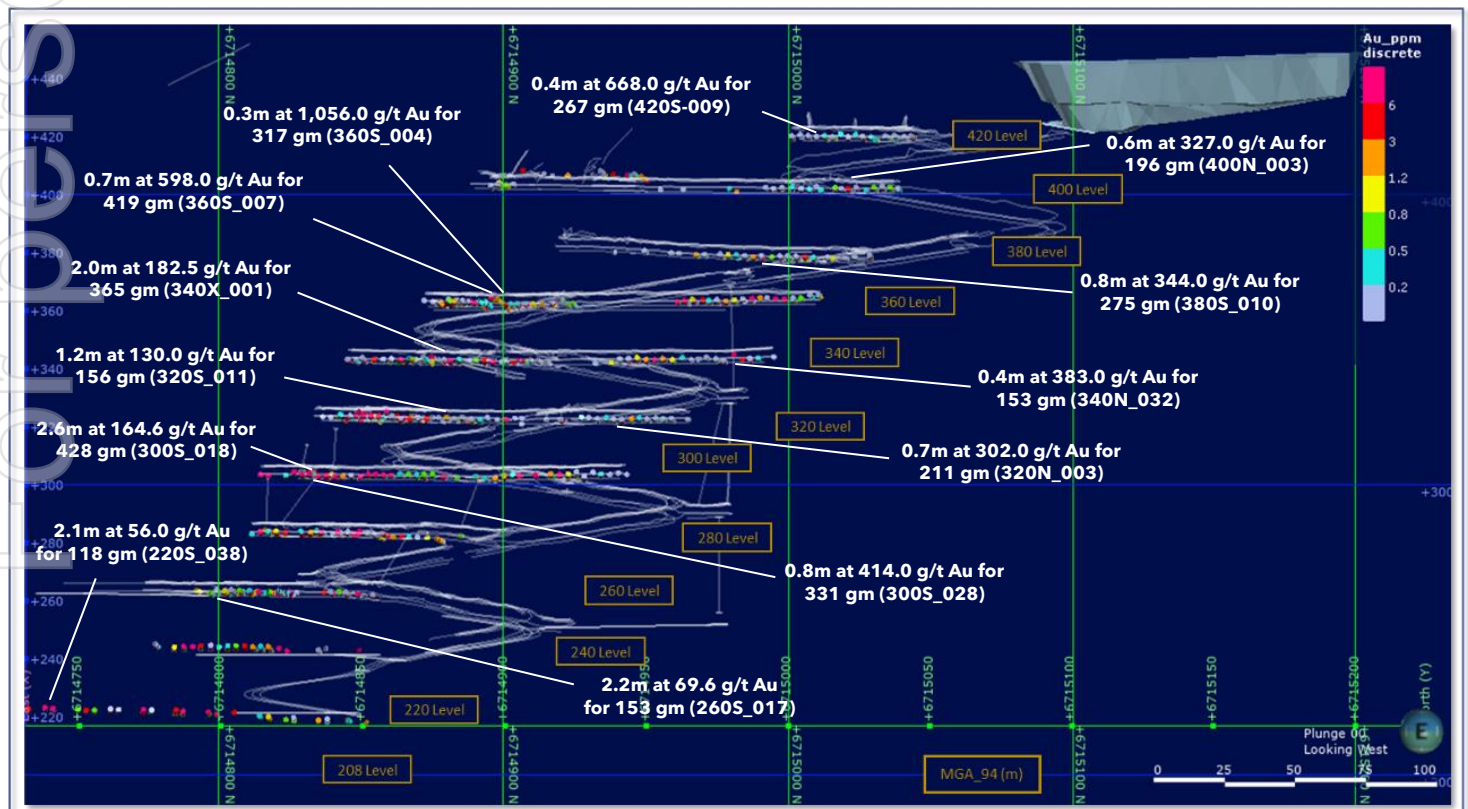 Au_ppm
discrete
6
3
1.2
0.8
0.5
0.2
+440
+420
+400
+380
+360
+340
+300
+280
+260
+240
+220
+300
+6714800 N
+6714900 N
+6715000 N
+6715100 N
+6715200 N
0.4m at 668.0 g/t Au for
267 gm (420S-009)
0.3m at 1,056.0 g/t Au for
317 gm (360S_004)
0.6m at 327.0 g/t Au for
196 gm (400N_003)
0.7m at 598.0 g/t Au for
419 gm (360S_007)
2.0m at 182.5 g/t Au for
365 gm (340X_001)
0.8m at 344.0 g/t Au for
275 gm (380S_010)
1.2m at 130.0 g/t Au for
156 gm (320S_011)
0.4m at 383.0 g/t Au for
153 gm (340N_032)
2.6m at 164.6 g/t Au for
428 gm (300S_018)
0.7m at 302.0 g/t Au for
211 gm (320N_003)
2.1m at 56.0 g/t Au
for 118 gm (220S_038)
0.8m at 414.0 g/t Au for
331 gm (300S_028)
2.2m at 69.6 g/t Au
for 153 gm (260S_017)
420 Level
400 Level
380 Level
360 Level
340 Level
320 Level
300 Level
280 Level
260 Level
240 Level
220 Level
208 Level
+6714750
+6714800
+6714850
+6714900
+6715000
+6715050
+6715100
+6715150
+6715200
+6714800 N
+6714900 N
+6715000 N
+6715100 N
MGA_94 (m)
Plunge 00
Looking West
E
0
25
50
75
100